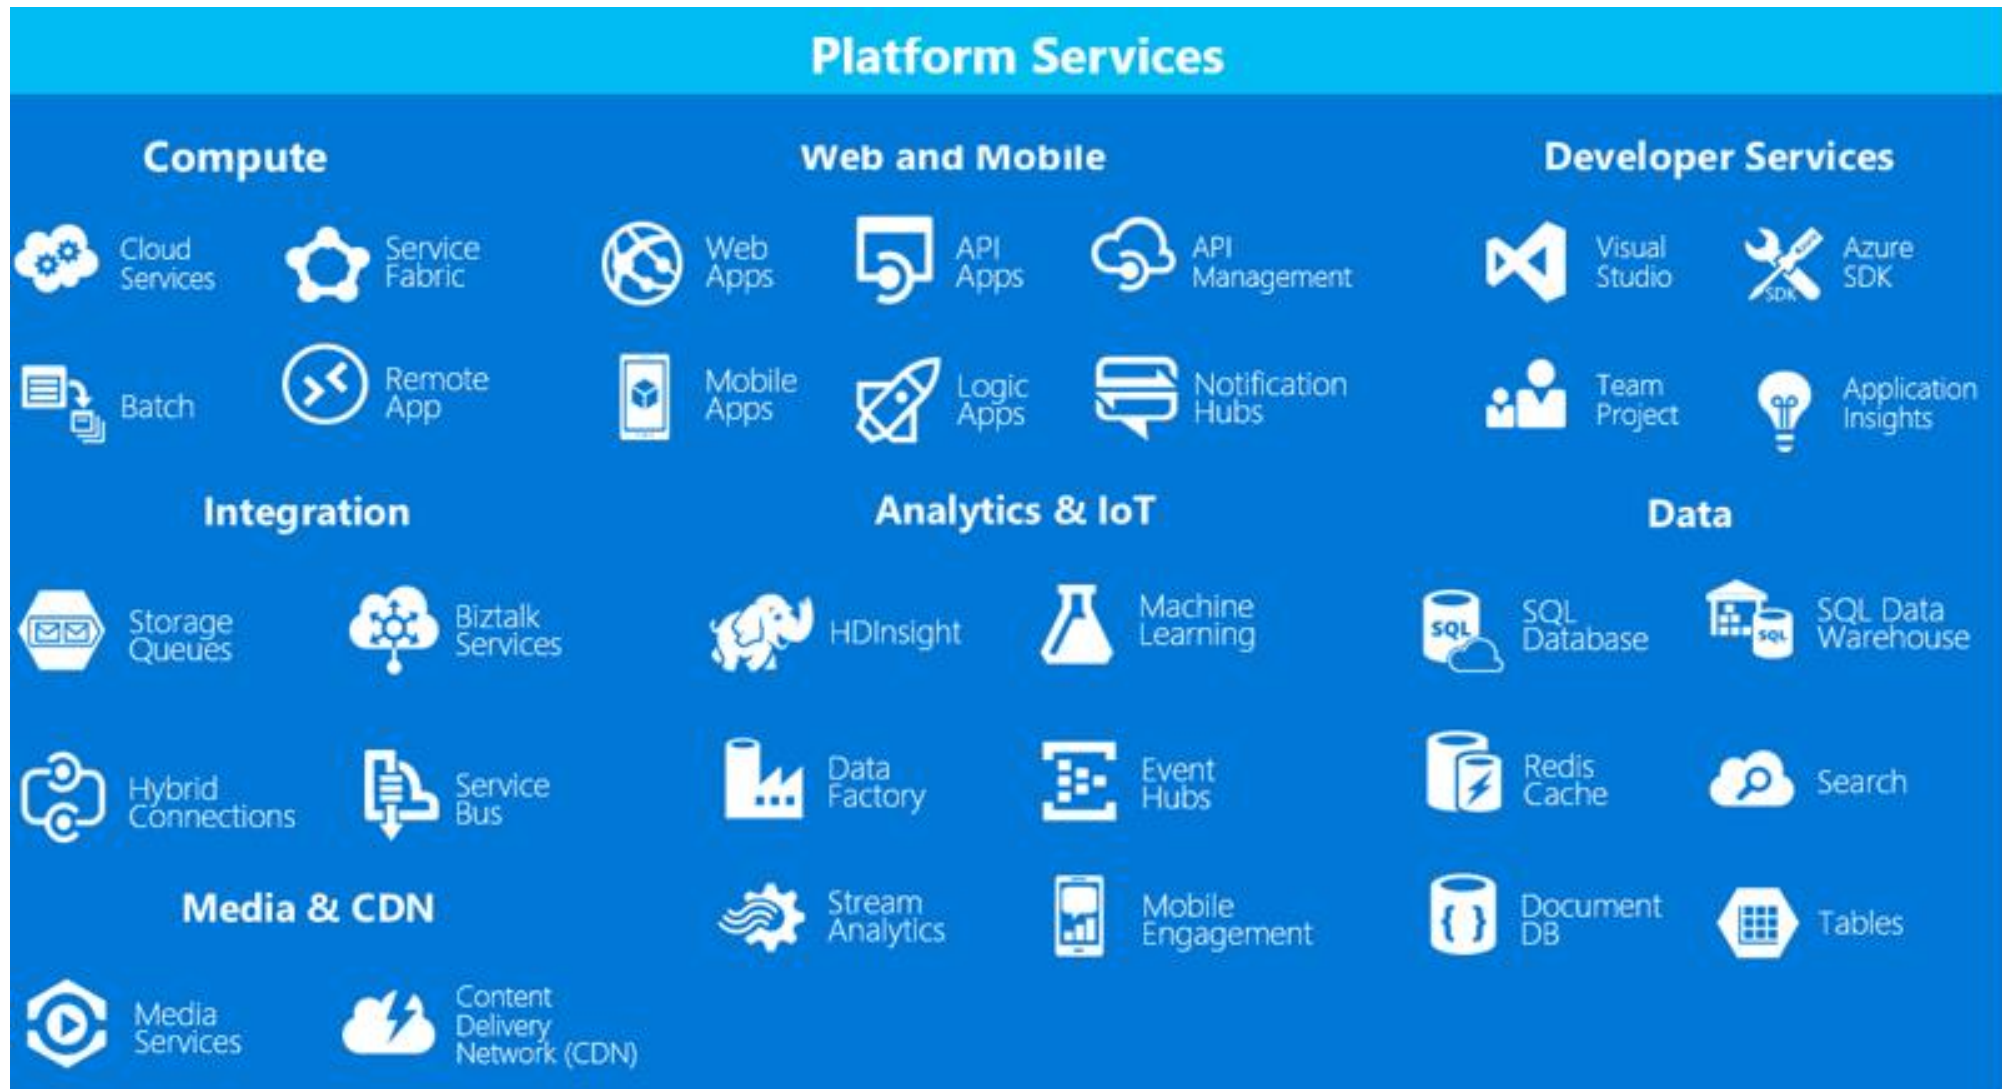 Platform Services
Compute
Cloud
Services
Service
Fabric
Batch
Remote
App
Web and Mobile
Web
Apps
API
Apps
API
Management
Mobile
Apps
Logic
Apps
Notification
Hubs
Developer Services
Visual
Studio
SDK
Azure
SDK
Team
Project
Application
Insights
Integration
Storage
Queues
Biztalk
Services
Hybrid
Connections
Service
Bus
Analytics & IoT
HDInsight
Machine
Learning
Data
Factory
Event
Hubs
Stream
Analytics
Mobile
Engagement
Data
SQL
SQL
Database
SQL
SQL Data
Warehouse
Redis
Cache
Search
{ }
Document
DB
Tables
Media & CDN
Media
Services
Content
Delivery
Network (CDN)